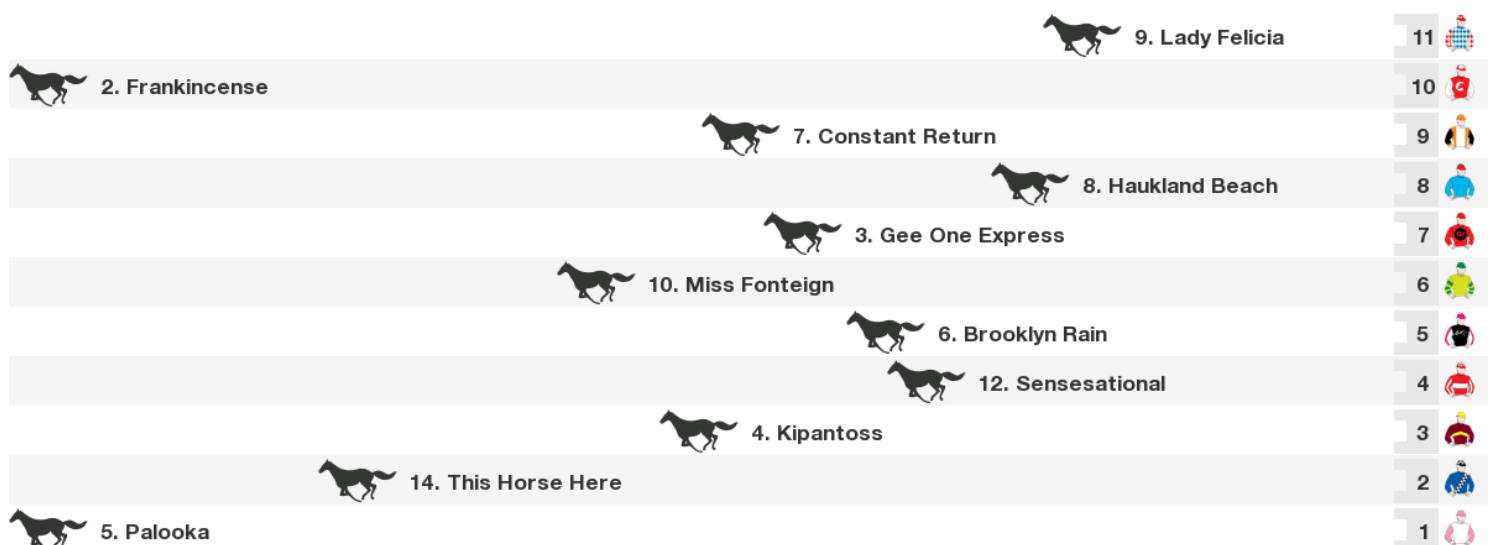 9. Lady Felicia 11
2. Frankincense 10
7. Constant Return 9
8. Haukland Beach 8
3. Gee One Express 7
10. Miss Fonteign 6
6. Brooklyn Rain 5
12. Sensesational 4
4. Kipantoss 3
14. This Horse Here 2
5. Palooka 1